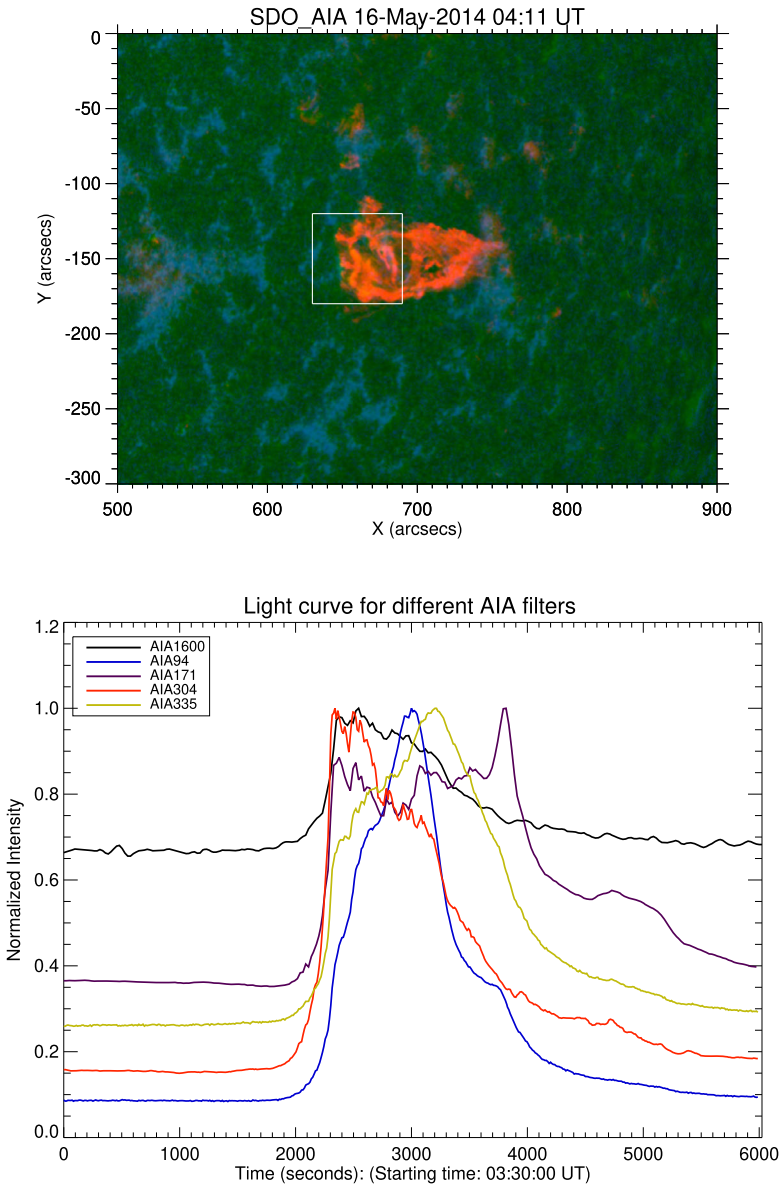 SDO_AIA 16-May-2014 04:11 UT
0
-50
-100
-150
-200
-250
-300
Y (arcsecs)
500 600 700 800 900
X (arcsecs)
Light curve for different AIA filters
1.2
1.0
0.8
0.6
0.4
0.2
0.0
Normalized Intensity
AIA1600
AIA94
AIA171
AIA304
AIA335
0 1000 2000 3000 4000 5000 6000
Time (seconds): (Starting time: 03:30:00 UT)